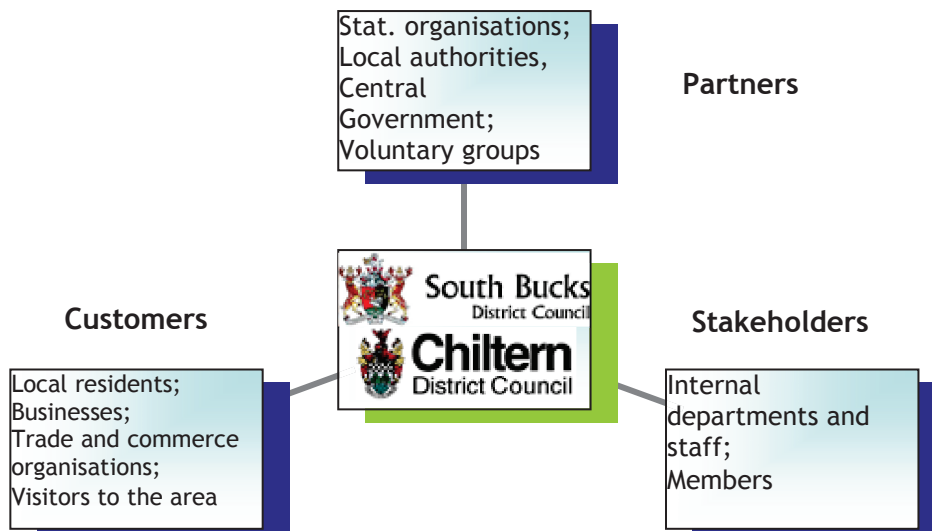 Stat. organisations;
Local authorities,
Central
Government;
Voluntary groups
Partners
South Bucks
District Council
Chiltern
District Council
Customers
Local residents;
Businesses;
Trade and commerce
organisations;
Visitors to the area
Stakeholders
Internal
departments and
staff;
Members